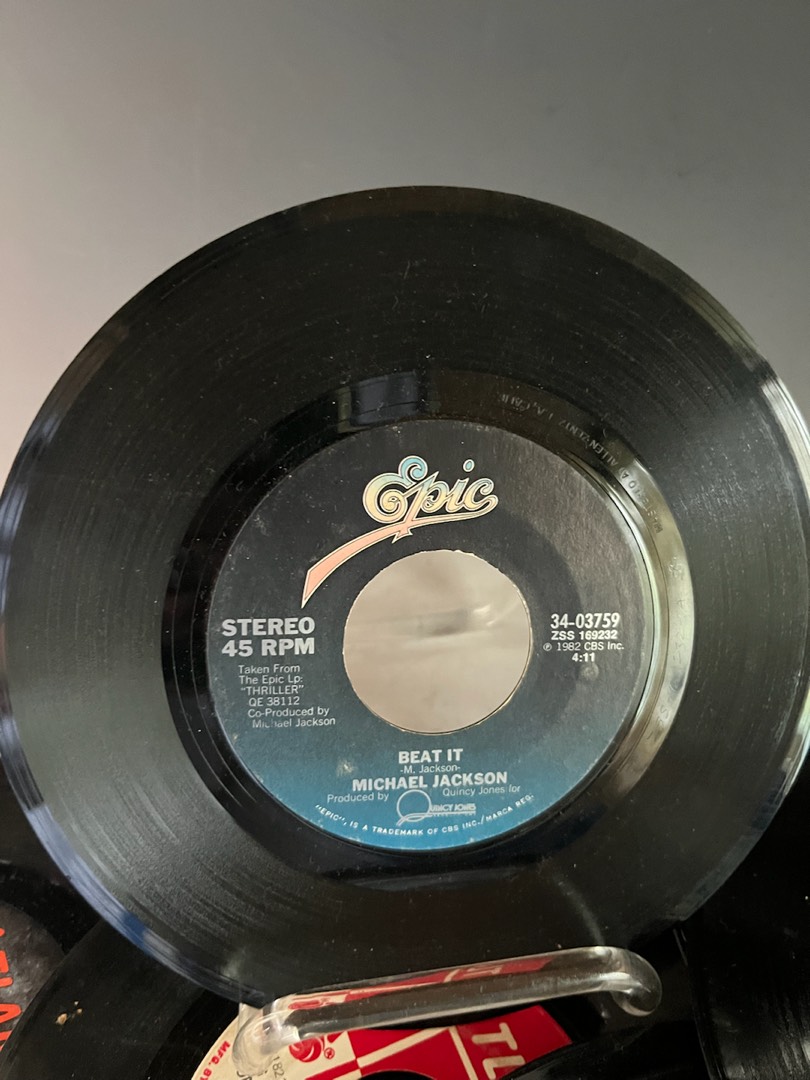 Epic
STEREO
45 RPM
Taken From
The Epic Lp:
"THRILLER"
QE 38112
Co-Produced by
Michael Jackson
34-03759
ZSS 169232
℗ 1982 CBS Inc.
4:11
BEAT IT
-M. Jackson-
MICHAEL JACKSON
Produced by Quincy Jones for
QUINCY JONES
"EPIC", IS A TRADEMARK OF CBS INC./MARCA REG.
MFG. BY